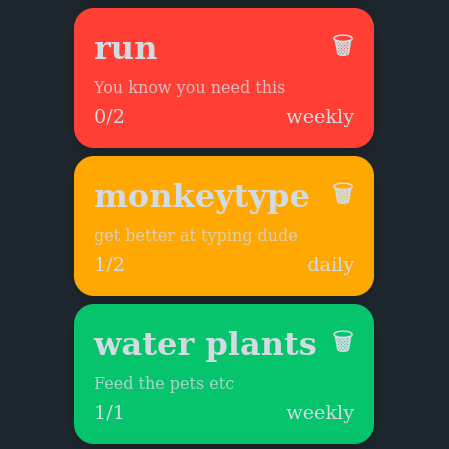 run
You know you need this
0/2 weekly
monkeytype
get better at typing dude
1/2 daily
water plants
Feed the pets etc
1/1 weekly